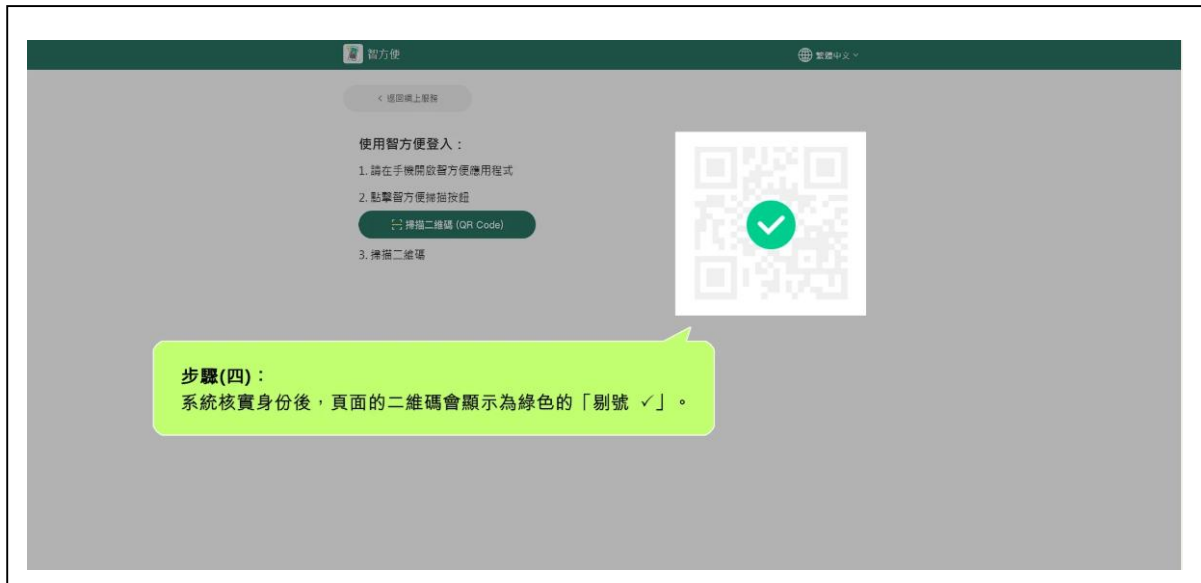 智方便
繁體中文
< 返回網上服務
使用智方便登入：
1. 請在手機開啟智方便應用程式
2. 點擊智方便掃描按鈕
掃描二維碼 (QR Code)
3. 掃描二維碼
步驟(四)：
系統核實身份後，頁面的二維碼會顯示為綠色的「剔號 ✓」。